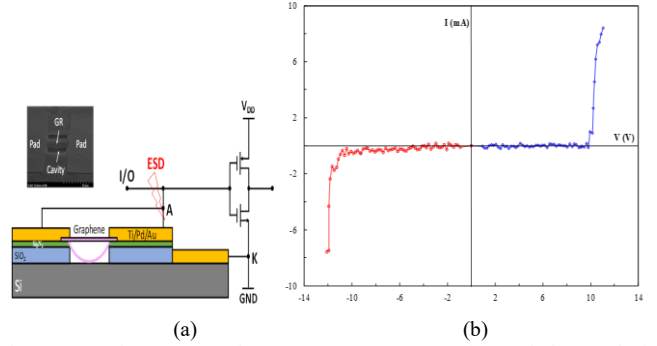 GR
Pad
Pad
Cavity
V_DD
ESD
I/O
A
Graphene
Ti/Pd/Au
SiO₂
K
Si
GND
(a)
I (mA)
V (V)
10
6
2
-2
-6
-10
-14
-10
-6
-2
2
6
10
14
(b)